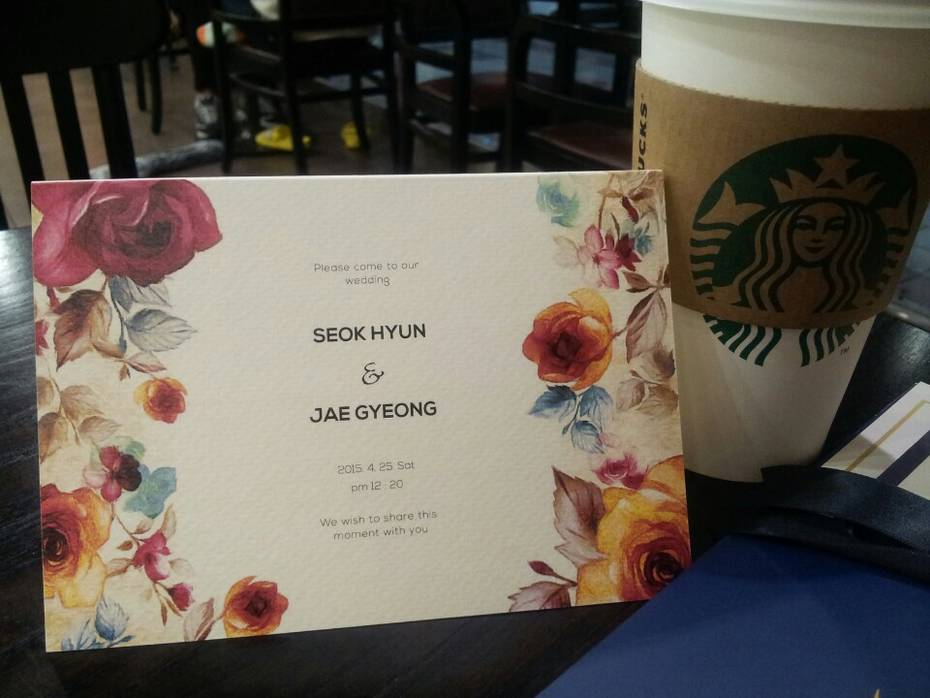 Please come to our
wedding
SEOK HYUN
&
JAE GYEONG
2015. 4. 25. Sat
pm 12 : 20
We wish to share this
moment with you
UCKS
TM